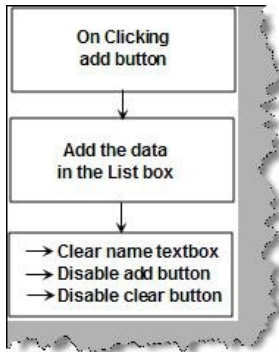 On Clicking
add button
Add the data
in the List box
→ Clear name textbox
→ Disable add button
→ Disable clear button